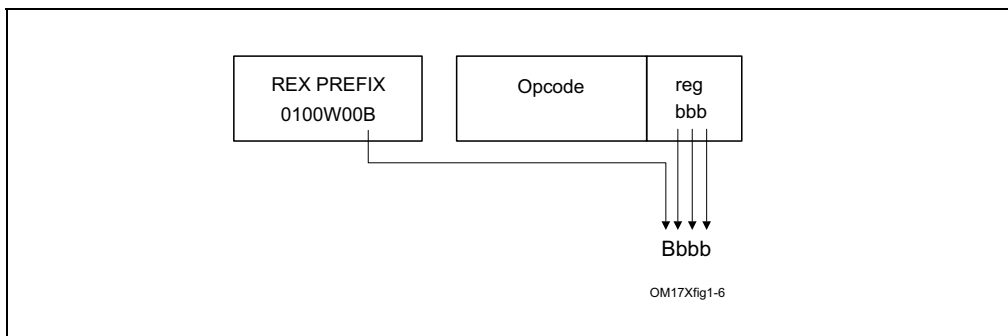 REX PREFIX
0100W00B
Opcode
reg
bbb
Bbbb
OM17Xfig1-6